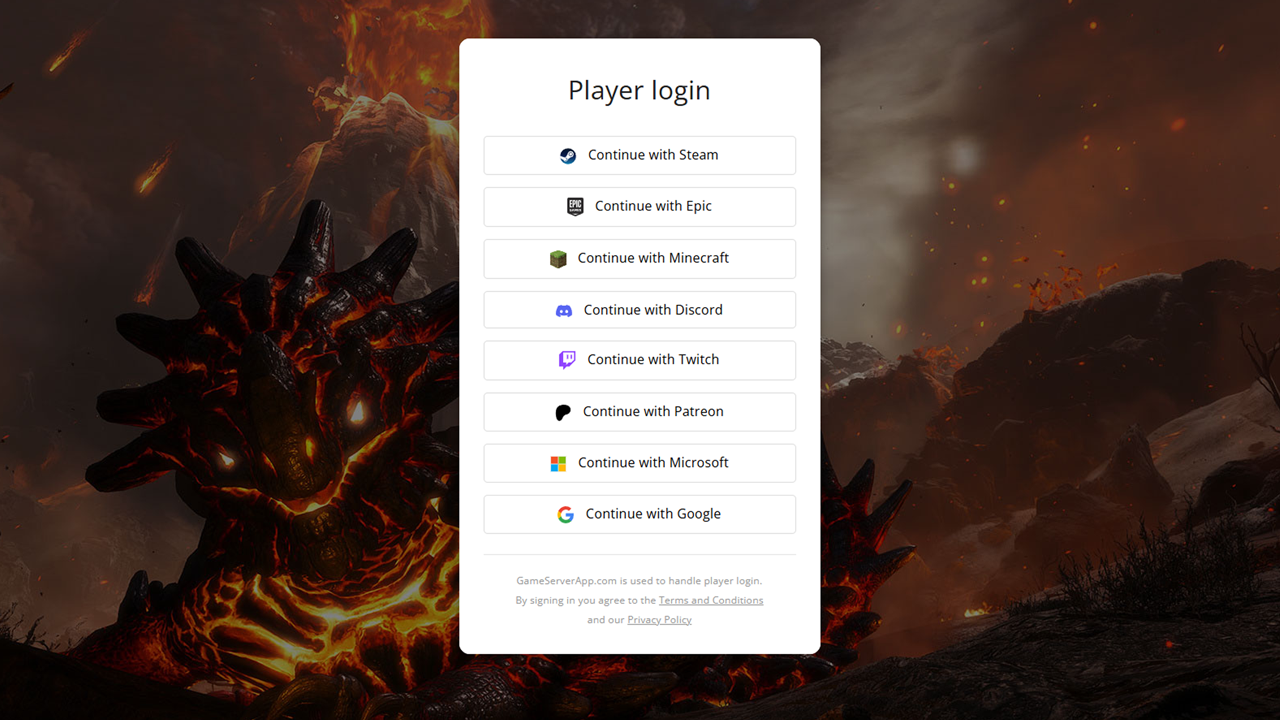 Player login
Continue with Steam
EPIC
Continue with Epic
Continue with Minecraft
Continue with Discord
Continue with Twitch
Continue with Patreon
Continue with Microsoft
Continue with Google
GameServerApp.com is used to handle player login.
By signing in you agree to the Terms and Conditions
and our Privacy Policy